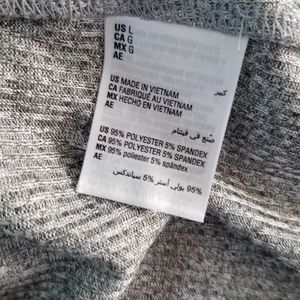 US L
CA G
MX G
AE كبير
US MADE IN VIETNAM
CA FABRIQUÉ AU VIETNAM
MX HECHO EN VIETNAM
AE صنع في فيتنام
US 95% POLYESTER 5% SPANDEX
CA 95% POLYESTER 5% SPANDEX
MX 95% poliéster 5% spándex
AE
95% بولي أستر 5% سباندكس